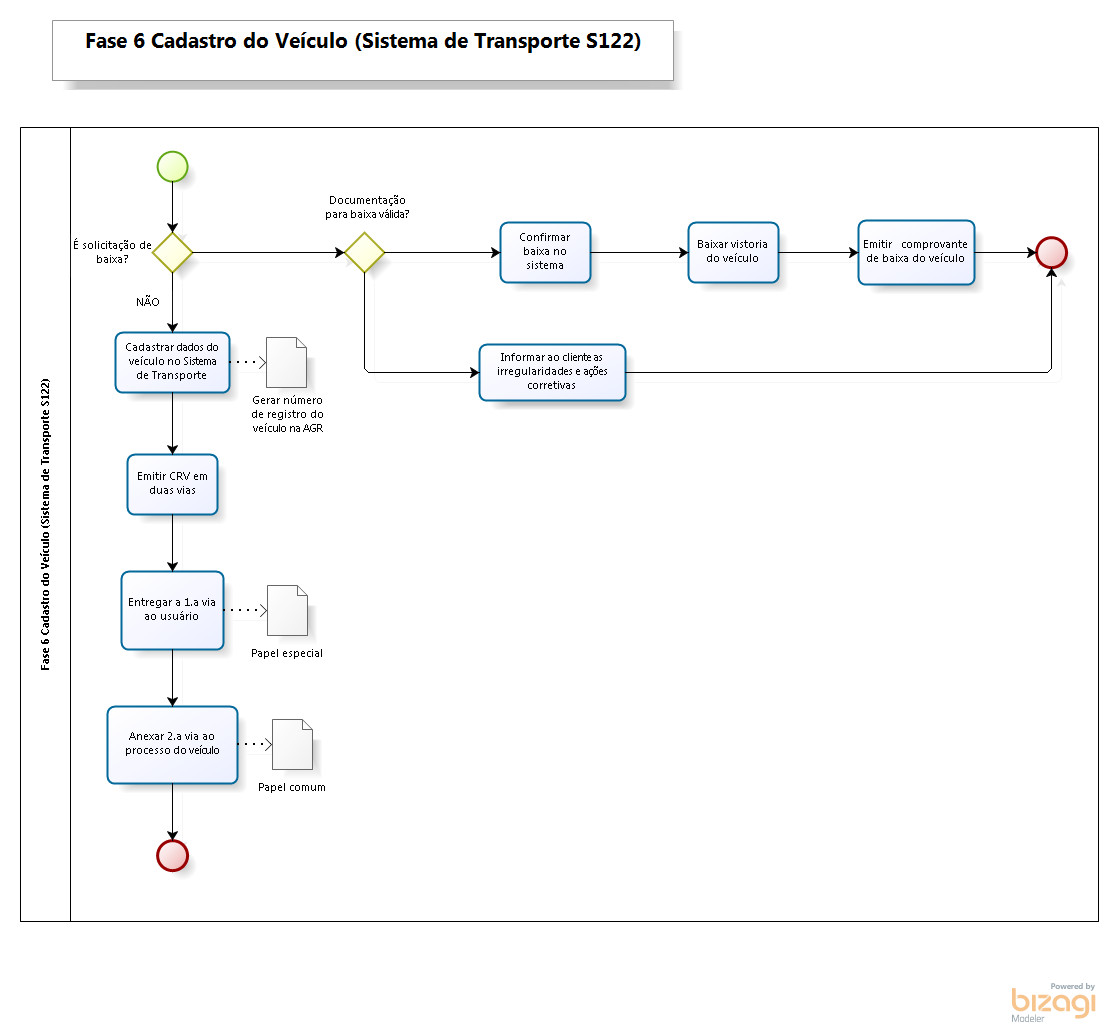 Fase 6 Cadastro do Veículo (Sistema de Transporte S122)
Fase 6 Cadastro do Veículo (Sistema de Transporte S122)
É solicitação de
baixa?
NÃO
Documentação
para baixa válida?
Confirmar
baixa no
sistema
Baixar vistoria
do veículo
Emitir comprovante
de baixa do veículo
Informar ao cliente as
irregularidades e ações
corretivas
Cadastrar dados do
veículo no Sistema
de Transporte
Gerar número
de registro do
veículo na AGR
Emitir CRV em
duas vias
Entregar a 1.a via
ao usuário
Papel especial
Anexar 2.a via ao
processo do veículo
Papel comum
Powered by
bizagi
Modeler